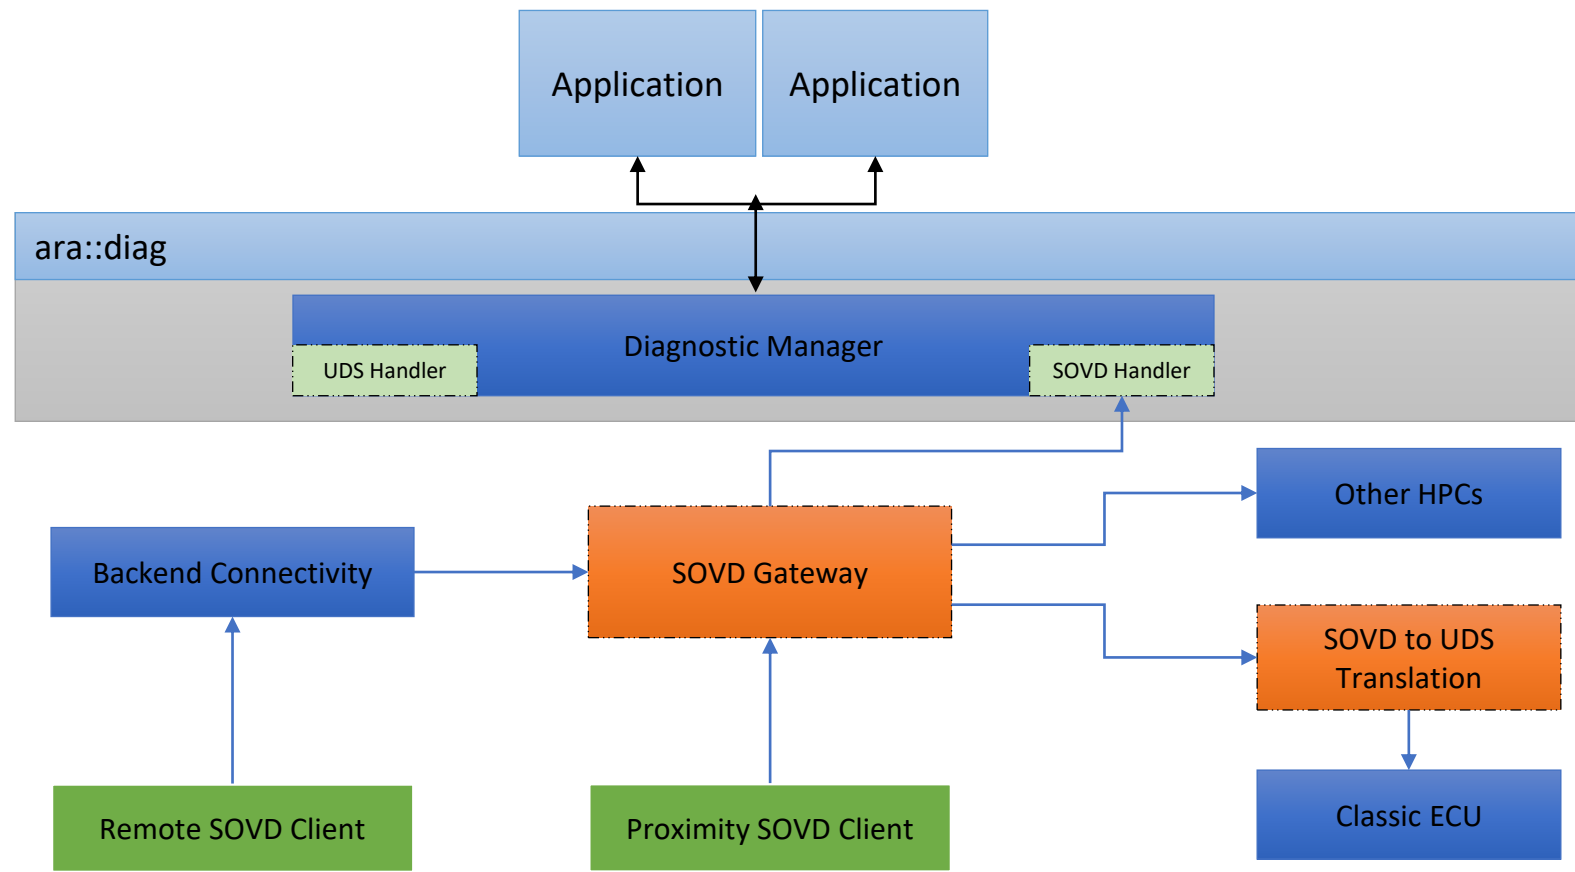 Application
Application
ara::diag
Diagnostic Manager
UDS Handler
SOVD Handler
Other HPCs
Backend Connectivity
SOVD Gateway
SOVD to UDS
Translation
Remote SOVD Client
Proximity SOVD Client
Classic ECU